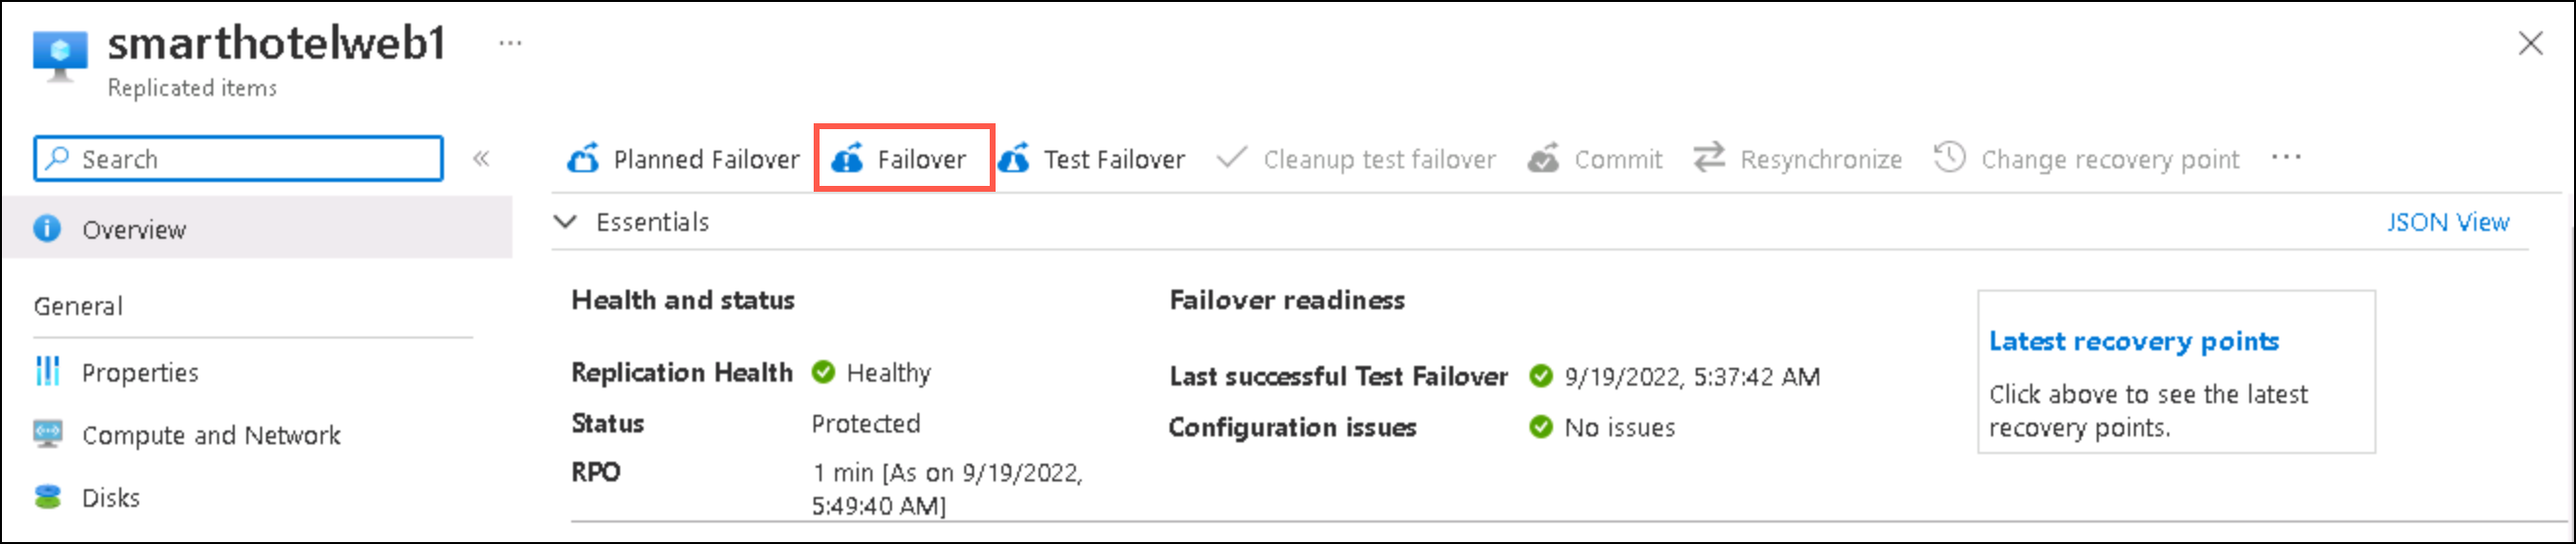 smarthotelweb1 ...
Replicated items
Search «
Planned Failover Failover Test Failover Cleanup test failover Commit Resynchronize Change recovery point ...
Overview
Essentials JSON View
General
Properties
Compute and Network
Disks
Health and status
Replication Health Healthy
Status Protected
RPO 1 min [As on 9/19/2022,
5:49:40 AM]
Failover readiness
Last successful Test Failover 9/19/2022, 5:37:42 AM
Configuration issues No issues
Latest recovery points
Click above to see the latest
recovery points.